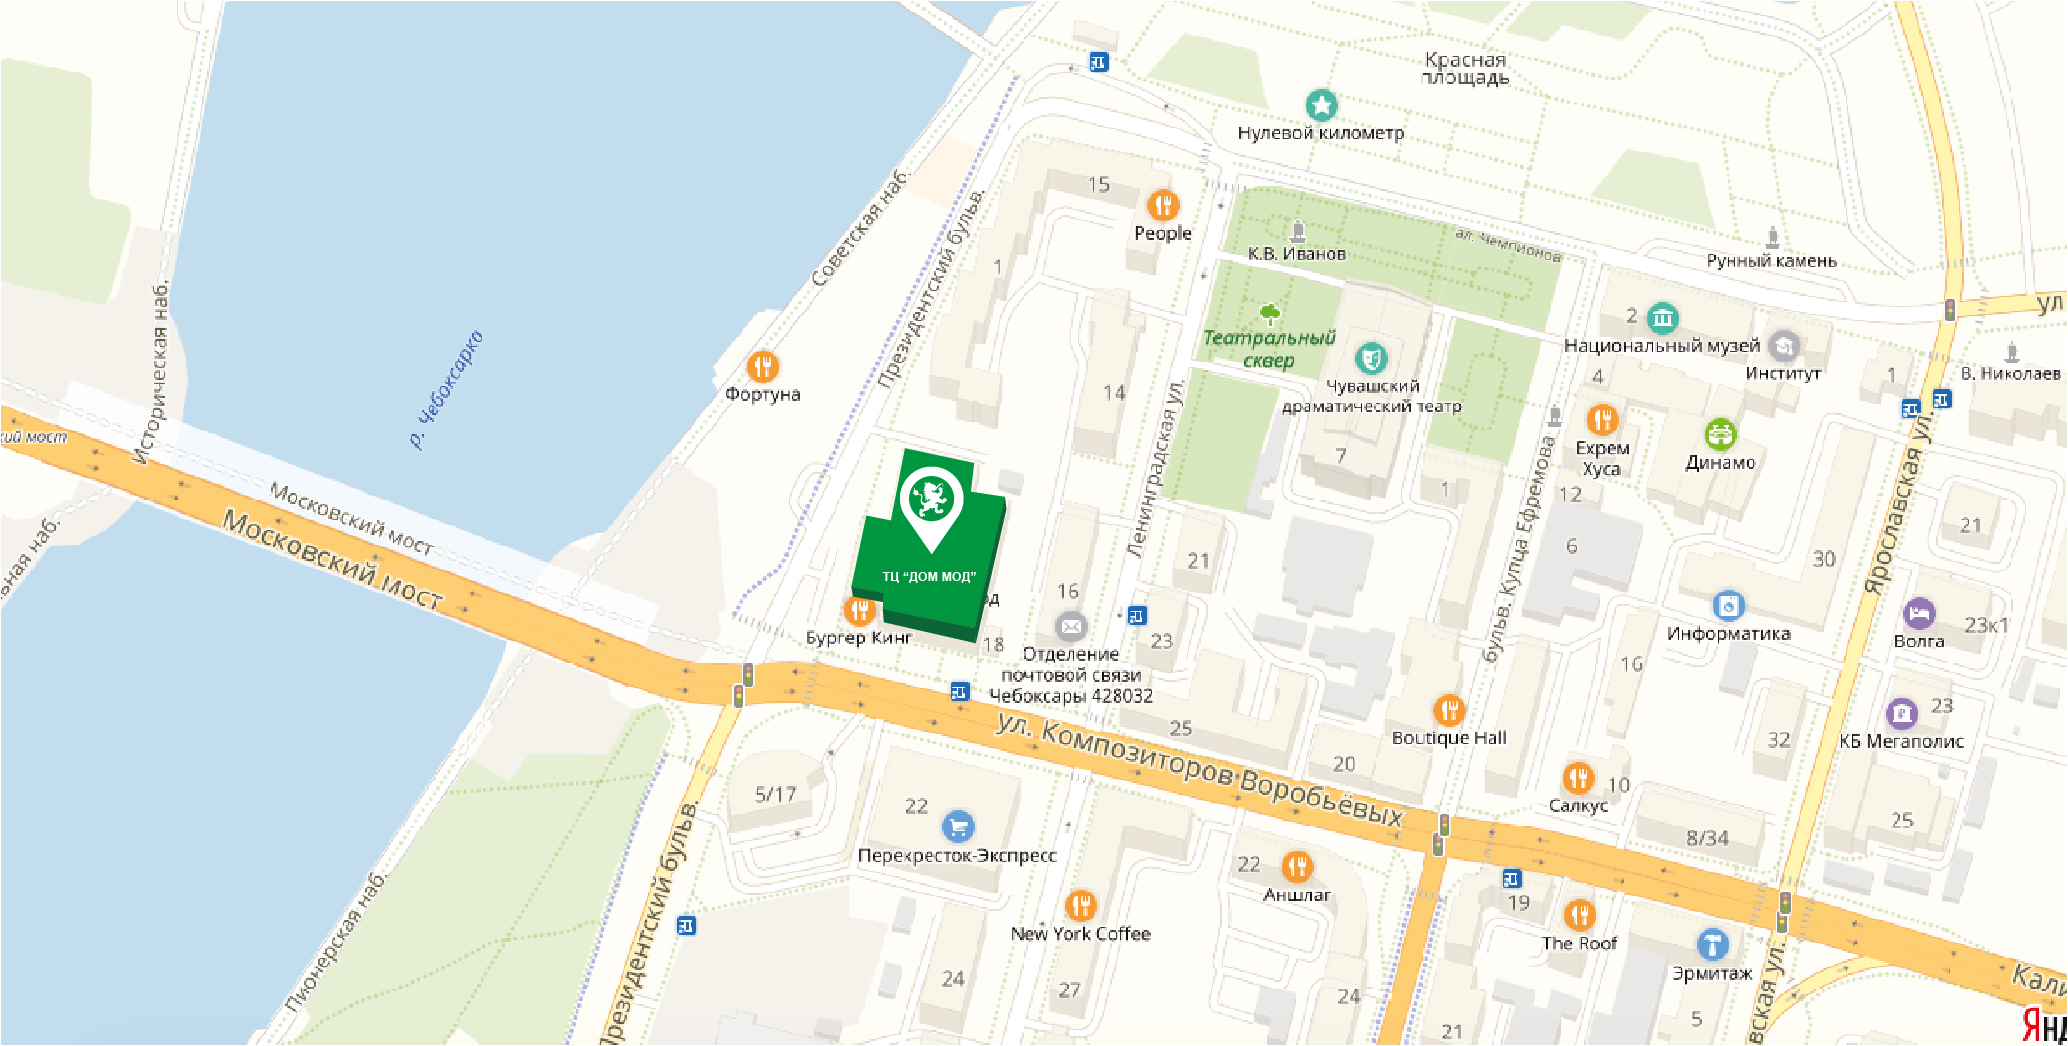 Красная
площадь
Нулевой километр
15
People
Советская наб.
Президентский бульв.
К.В. Иванов
ал. Чемпионов
Рунный камень
1
ул
2
Национальный музей
Институт
Историческая наб.
р. Чебоксарко
Театральный
сквер
Фортуна
14
Чувашский
драматический театр
4
1
В. Николаев
Ленинградская ул.
7
Ехрем
Хуса
Динамо
кий мост
Московский мост
Московский мост
1
12
бульв. Купца Ефремова
Ярославская ул.
21
6
30
21
ТЦ “ДОМ МОД”
16
Бургер Кинг
18
Отделение
почтовой связи
Чебоксары 428032
23
Информатика
Волга
23к1
16
25
ул. Композиторов Воробьёвых
Boutique Hall
20
32
23
КБ Мегаполис
5/17
22
Перекресток-Экспресс
Салкус
10
8/34
25
Президентский бульв.
Пионерская наб.
22
Аншлаг
New York Coffee
19
The Roof
Эрмитаж
24
27
24
21
5
вская ул.
Кали
Янд